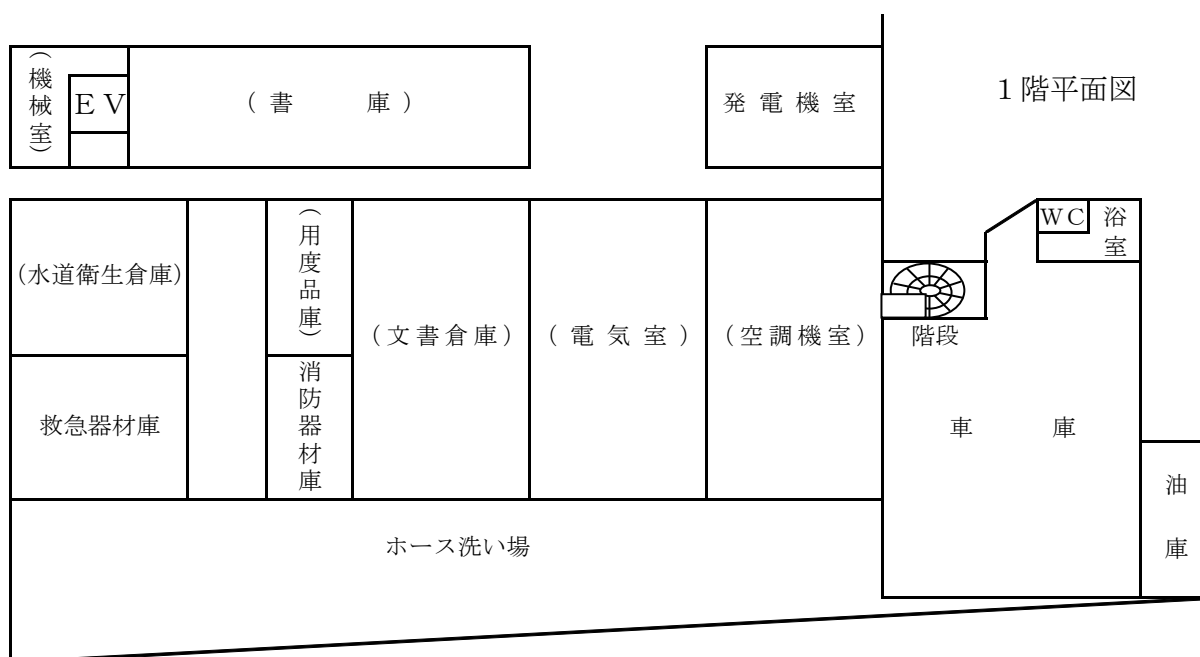 1階平面図
(機械室)
EV
(書庫)
発電機室
(水道衛生倉庫)
(用度品庫)
(文書倉庫)
(電気室)
(空調機室)
WC
浴室
階段
救急器材庫
消防器材庫
車庫
油庫
ホース洗い場